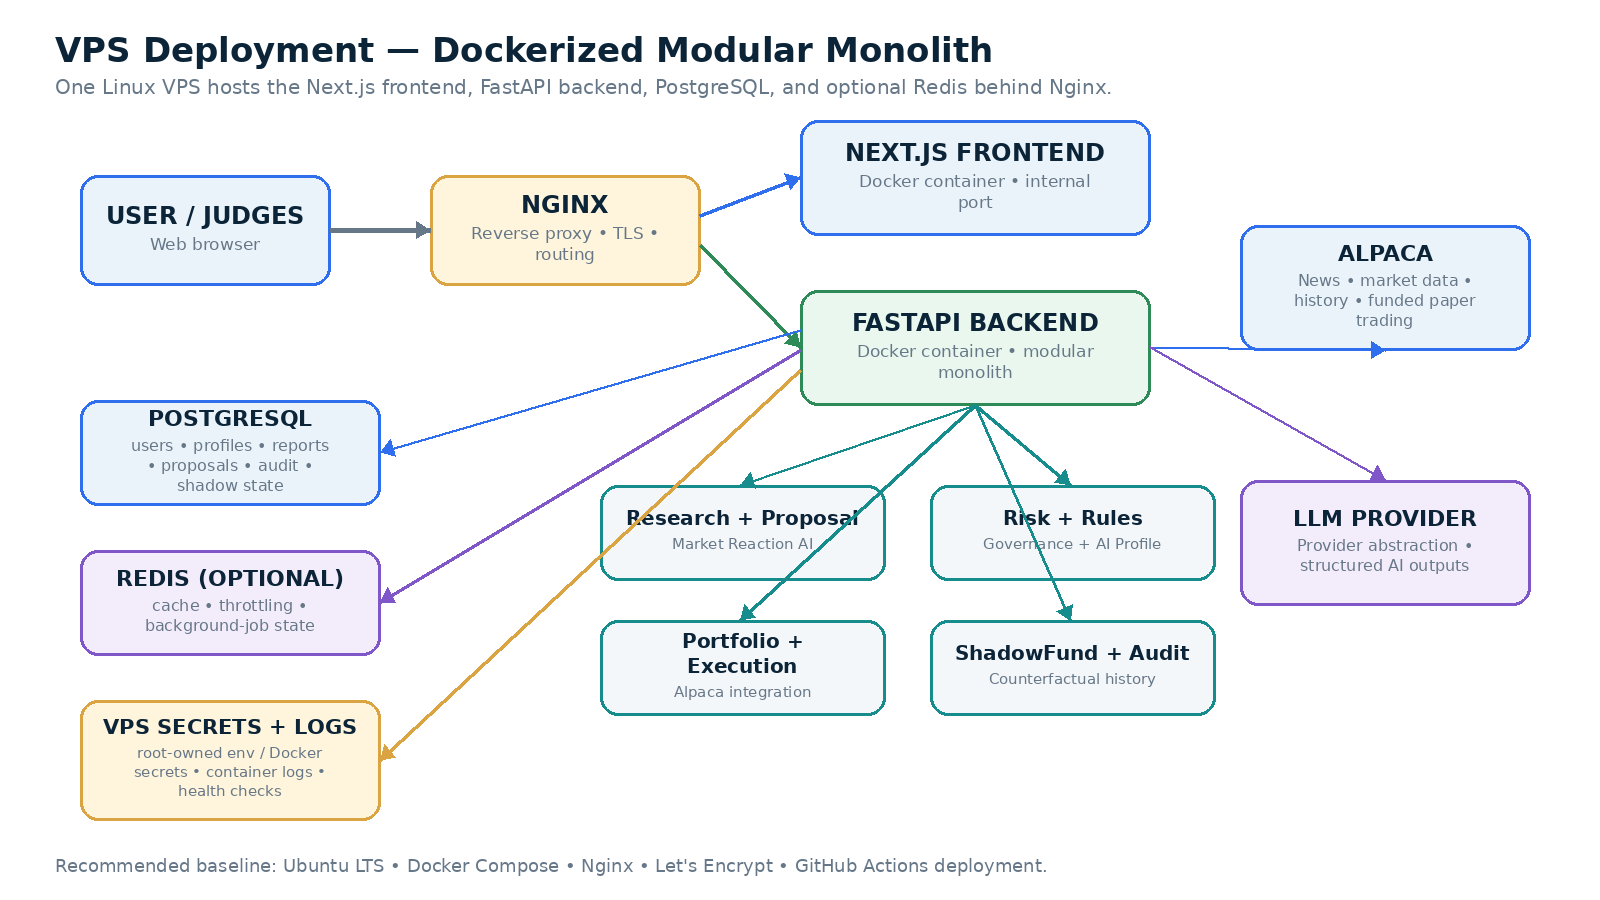 VPS Deployment — Dockerized Modular Monolith
One Linux VPS hosts the Next.js frontend, FastAPI backend, PostgreSQL, and optional Redis behind Nginx.
USER / JUDGES
Web browser
NGINX
Reverse proxy • TLS •
routing
NEXT.JS FRONTEND
Docker container • internal
port
FASTAPI BACKEND
Docker container • modular
monolith
ALPACA
News • market data •
history • funded paper
trading
POSTGRESQL
users • profiles • reports
• proposals • audit •
shadow state
REDIS (OPTIONAL)
cache • throttling •
background-job state
VPS SECRETS + LOGS
root-owned env / Docker
secrets • container logs •
health checks
Research + Proposal
Market Reaction AI
Risk + Rules
Governance + AI Profile
Portfolio +
Execution
Alpaca integration
ShadowFund + Audit
Counterfactual history
LLM PROVIDER
Provider abstraction •
structured AI outputs
Recommended baseline: Ubuntu LTS • Docker Compose • Nginx • Let's Encrypt • GitHub Actions deployment.